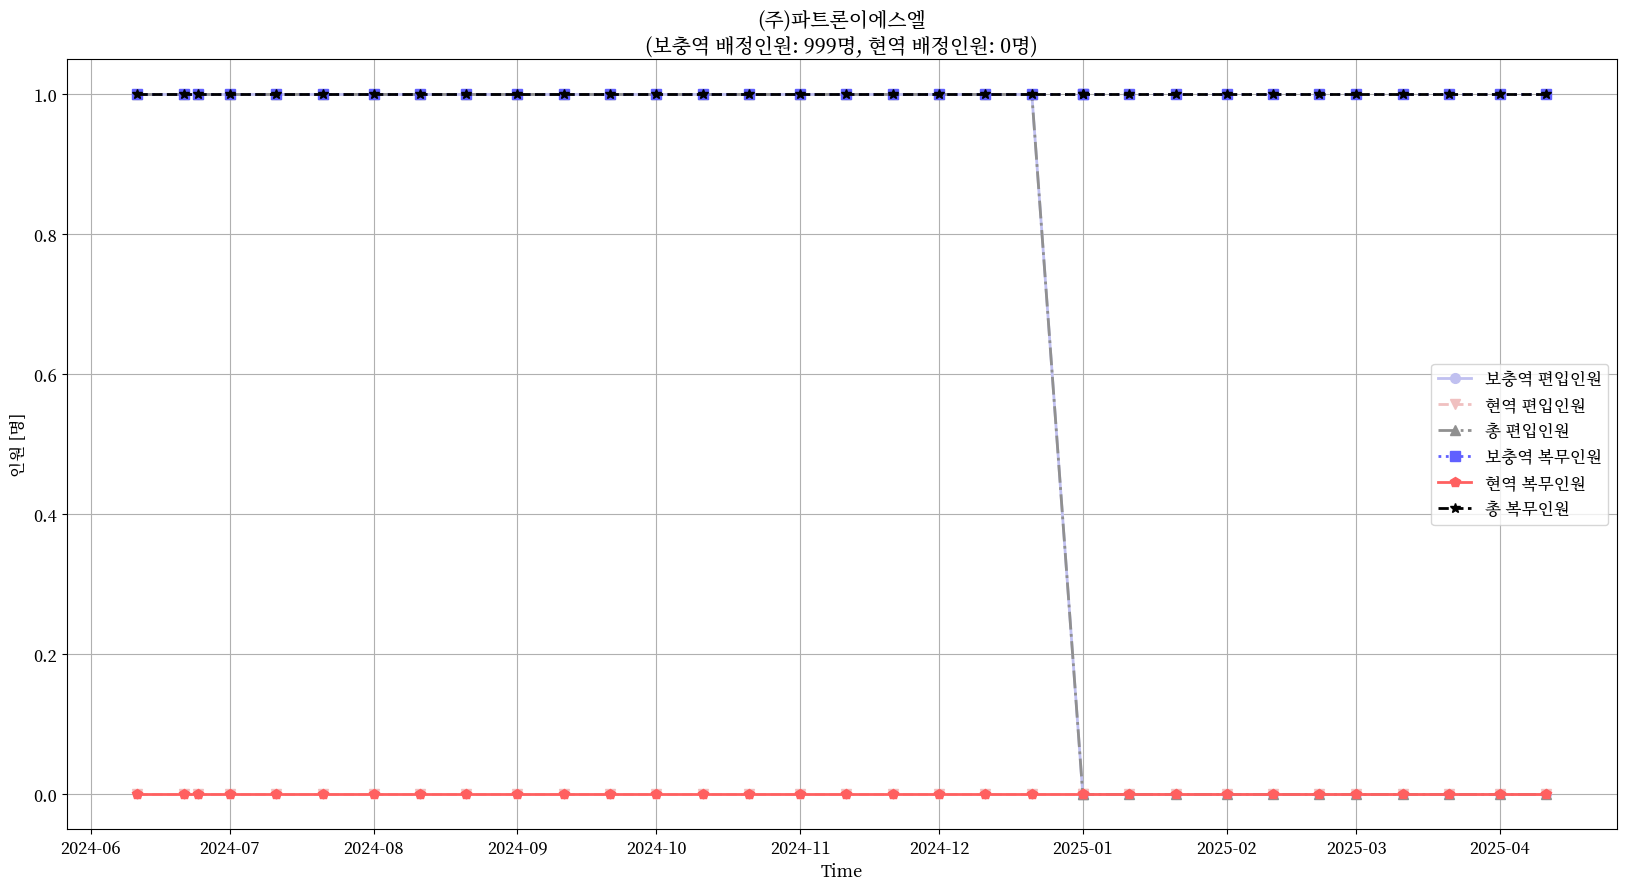 (주)파트론이에스엘
(보충역 배정인원: 999명, 현역 배정인원: 0명)
인원 [명]
1.0
0.8
0.6
0.4
0.2
0.0
보충역 편입인원
현역 편입인원
총 편입인원
보충역 복무인원
현역 복무인원
총 복무인원
2024-06 2024-07 2024-08 2024-09 2024-10 2024-11 2024-12 2025-01 2025-02 2025-03 2025-04
Time